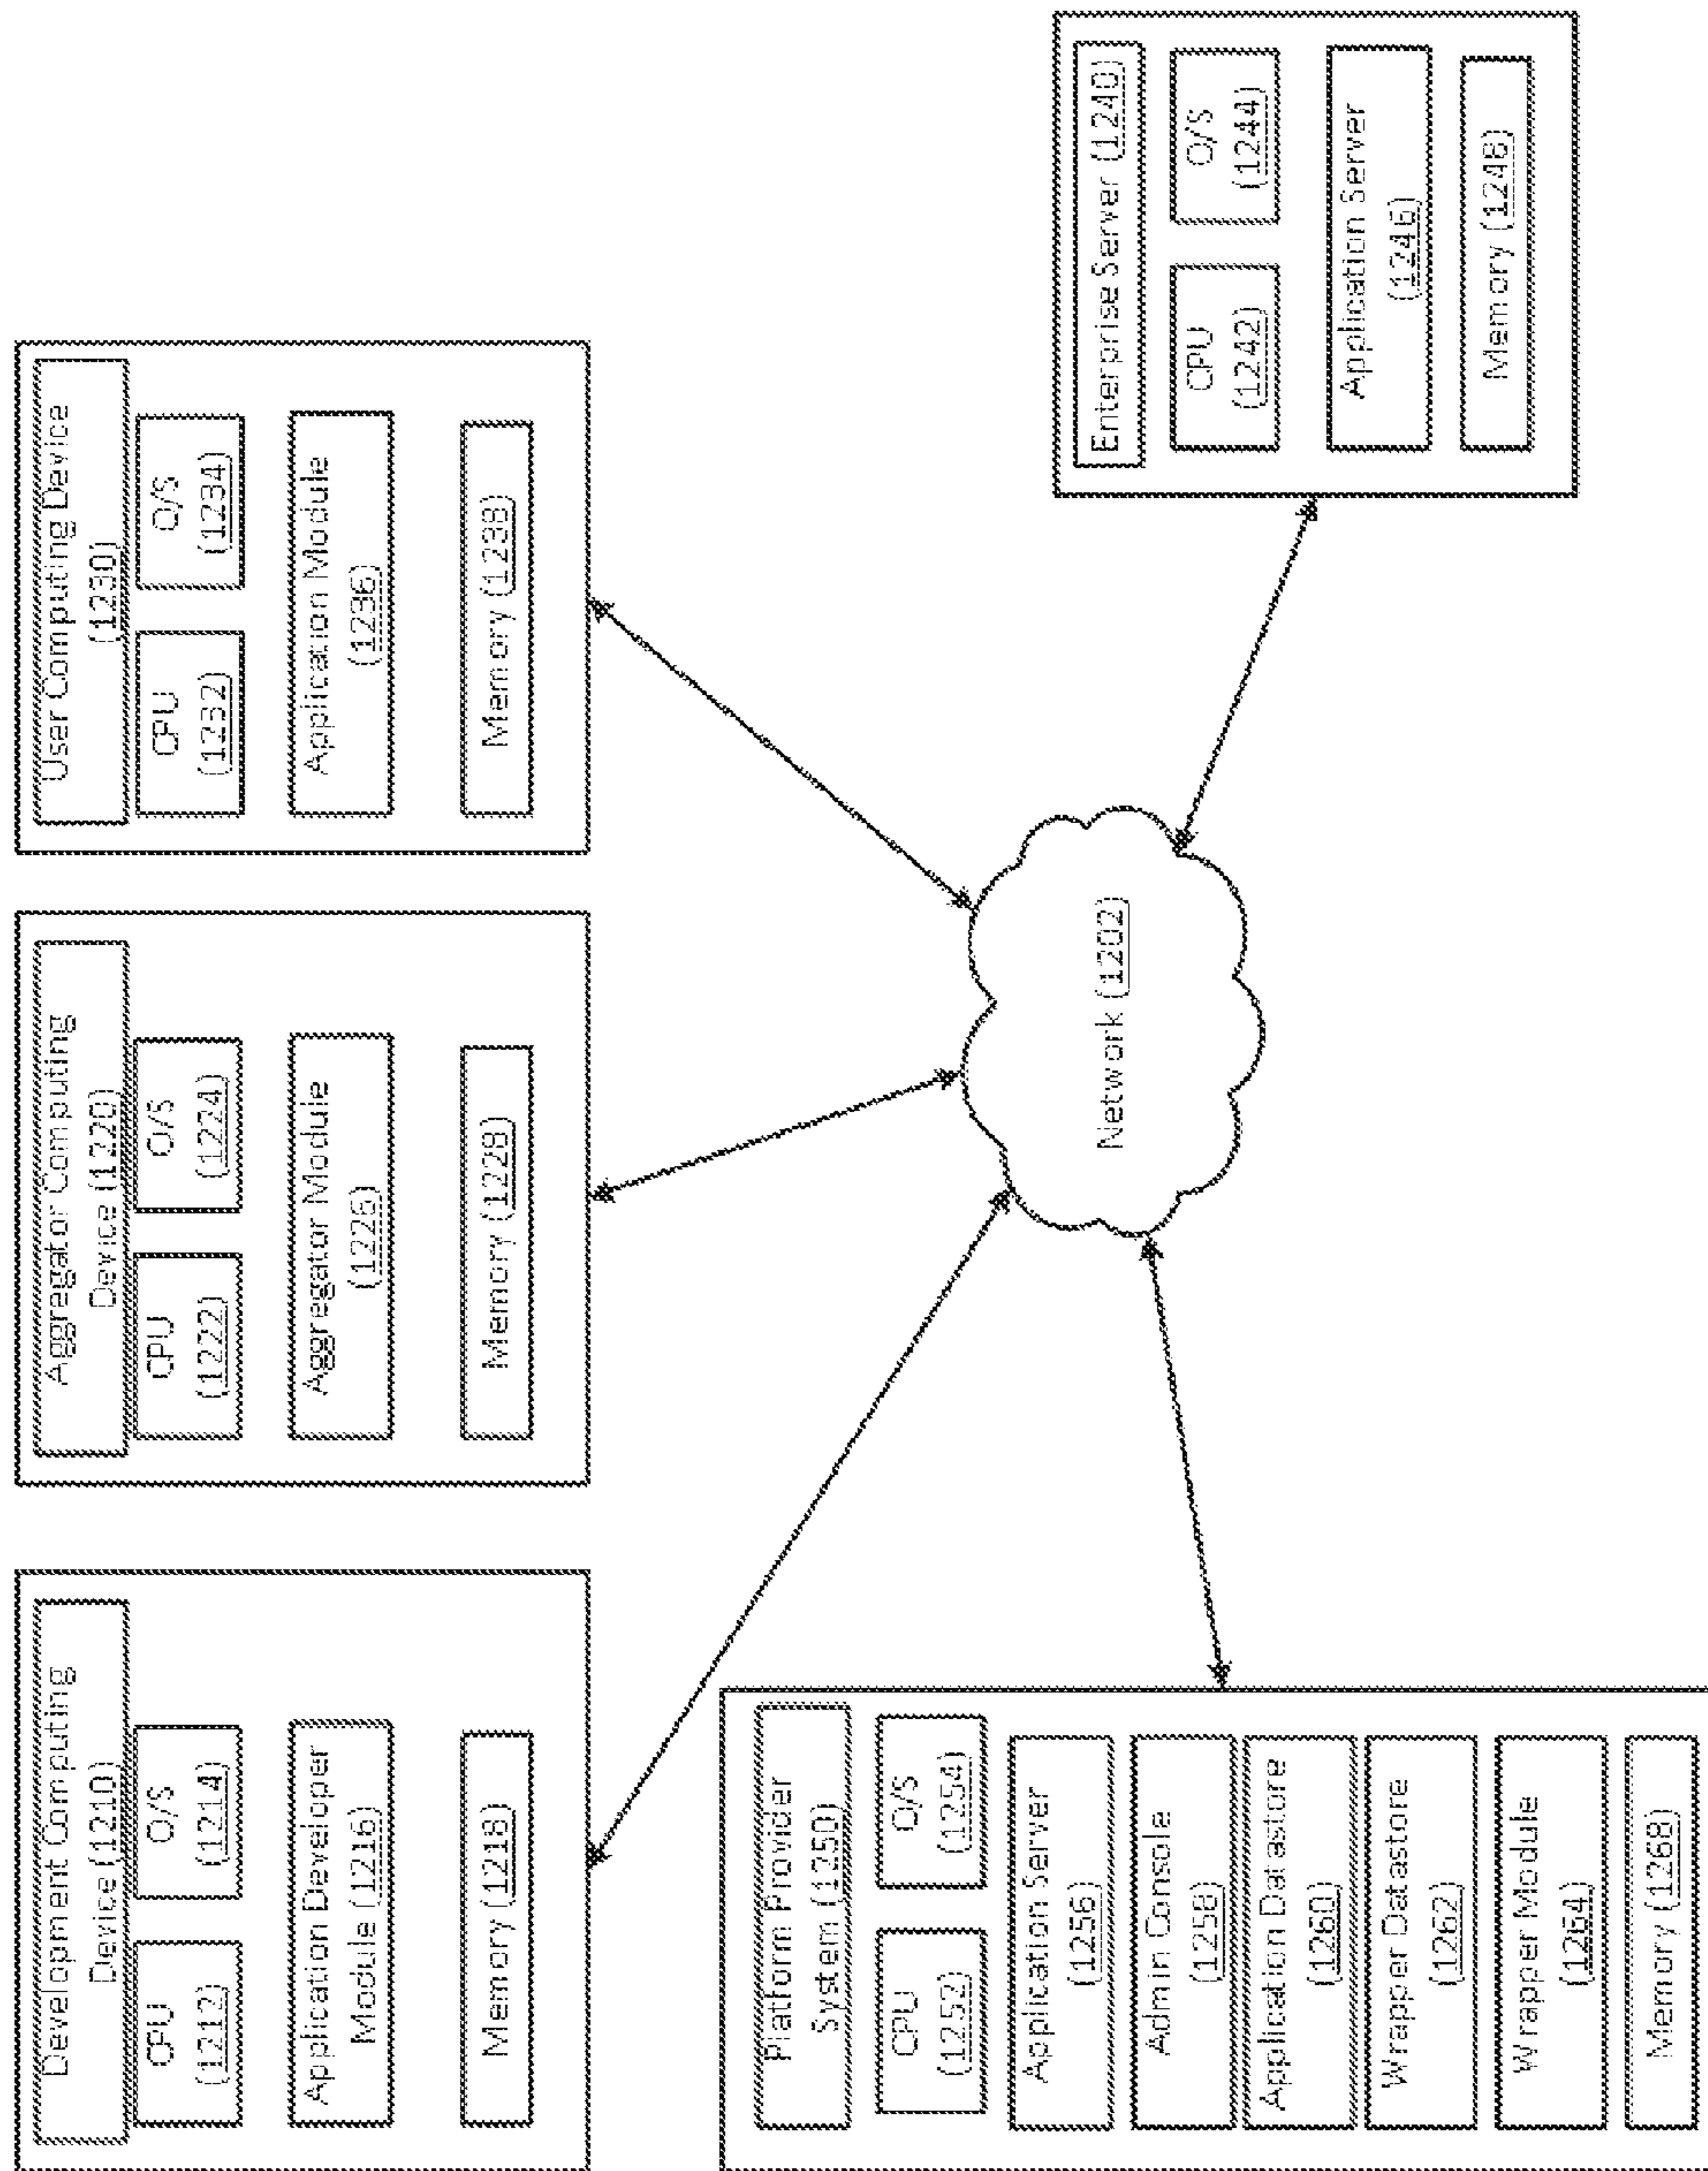 Development Computing
Device (1210)
CPU
(1212)
O/S
(1214)
Application Developer
Module (1216)
Memory (1218)
Aggregator Computing
Device (1220)
CPU
(1222)
O/S
(1224)
Aggregator Module
(1226)
Memory (1228)
User Computing Device
(1230)
CPU
(1232)
O/S
(1234)
Application Module
(1236)
Memory (1238)
Network (1202)
Platform Provider
System (1250)
CPU
(1252)
O/S
(1254)
Application Server
(1256)
Admin Console
(1258)
Application Datastore
(1260)
Wrapper Datastore
(1262)
Wrapper Module
(1264)
Memory (1268)
Enterprise Server (1240)
CPU
(1242)
O/S
(1244)
Application Server
(1246)
Memory (1248)